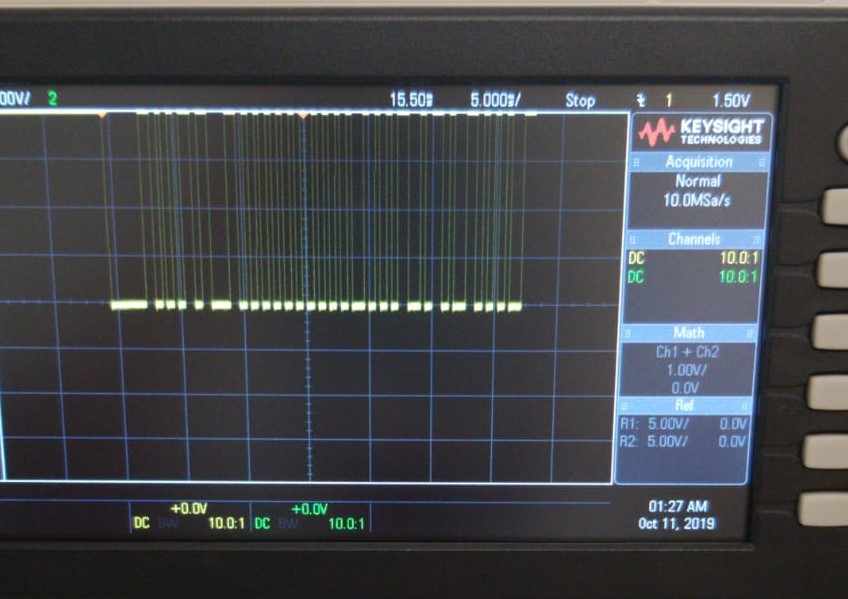 00V/ 2 15.50 5.000 / Stop 1 1.50V
KEYSIGHT
TECHNOLOGIES
Acquisition
Normal
10.0MSa/s
Channels
DC 10.0:1
DC 10.0:1
Math
Ch1 + Ch2
1.00V/
0.0V
Ref
R1: 5.00V/ 0.0V
R2: 5.00V/ 0.0V
+0.0V +0.0V
DC BW 10.0:1 DC BW 10.0:1
01:27 AM
Oct 11, 2019